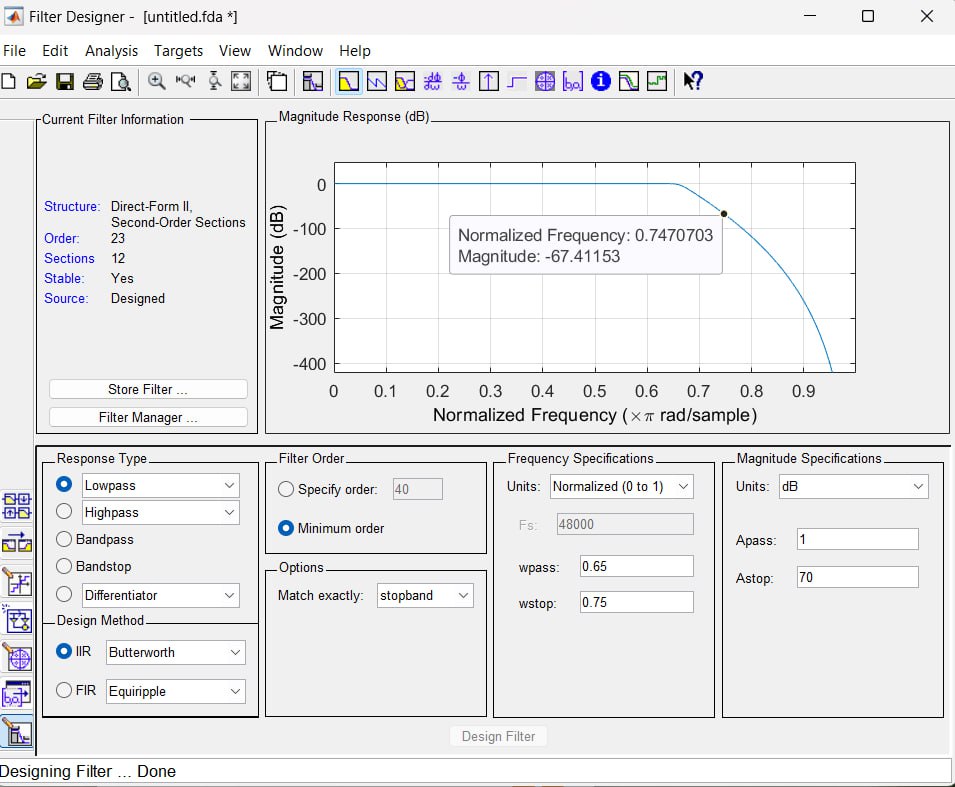 Filter Designer - [untitled.fda *]
File Edit Analysis Targets View Window Help
Current Filter Information
Structure: Direct-Form II,
Second-Order Sections
Order: 23
Sections 12
Stable: Yes
Source: Designed
Store Filter ...
Filter Manager ...
Magnitude Response (dB)
Magnitude (dB)
0
-100
-200
-300
-400
Normalized Frequency: 0.7470703
Magnitude: -67.41153
0 0.1 0.2 0.3 0.4 0.5 0.6 0.7 0.8 0.9
Normalized Frequency (×π rad/sample)
Response Type
Lowpass
Highpass
Bandpass
Bandstop
Differentiator
Design Method
IIR Butterworth
FIR Equiripple
Filter Order
Specify order: 40
Minimum order
Options
Match exactly: stopband
Frequency Specifications
Units: Normalized (0 to 1)
Fs: 48000
wpass: 0.65
wstop: 0.75
Magnitude Specifications
Units: dB
Apass: 1
Astop: 70
Design Filter
Designing Filter ... Done